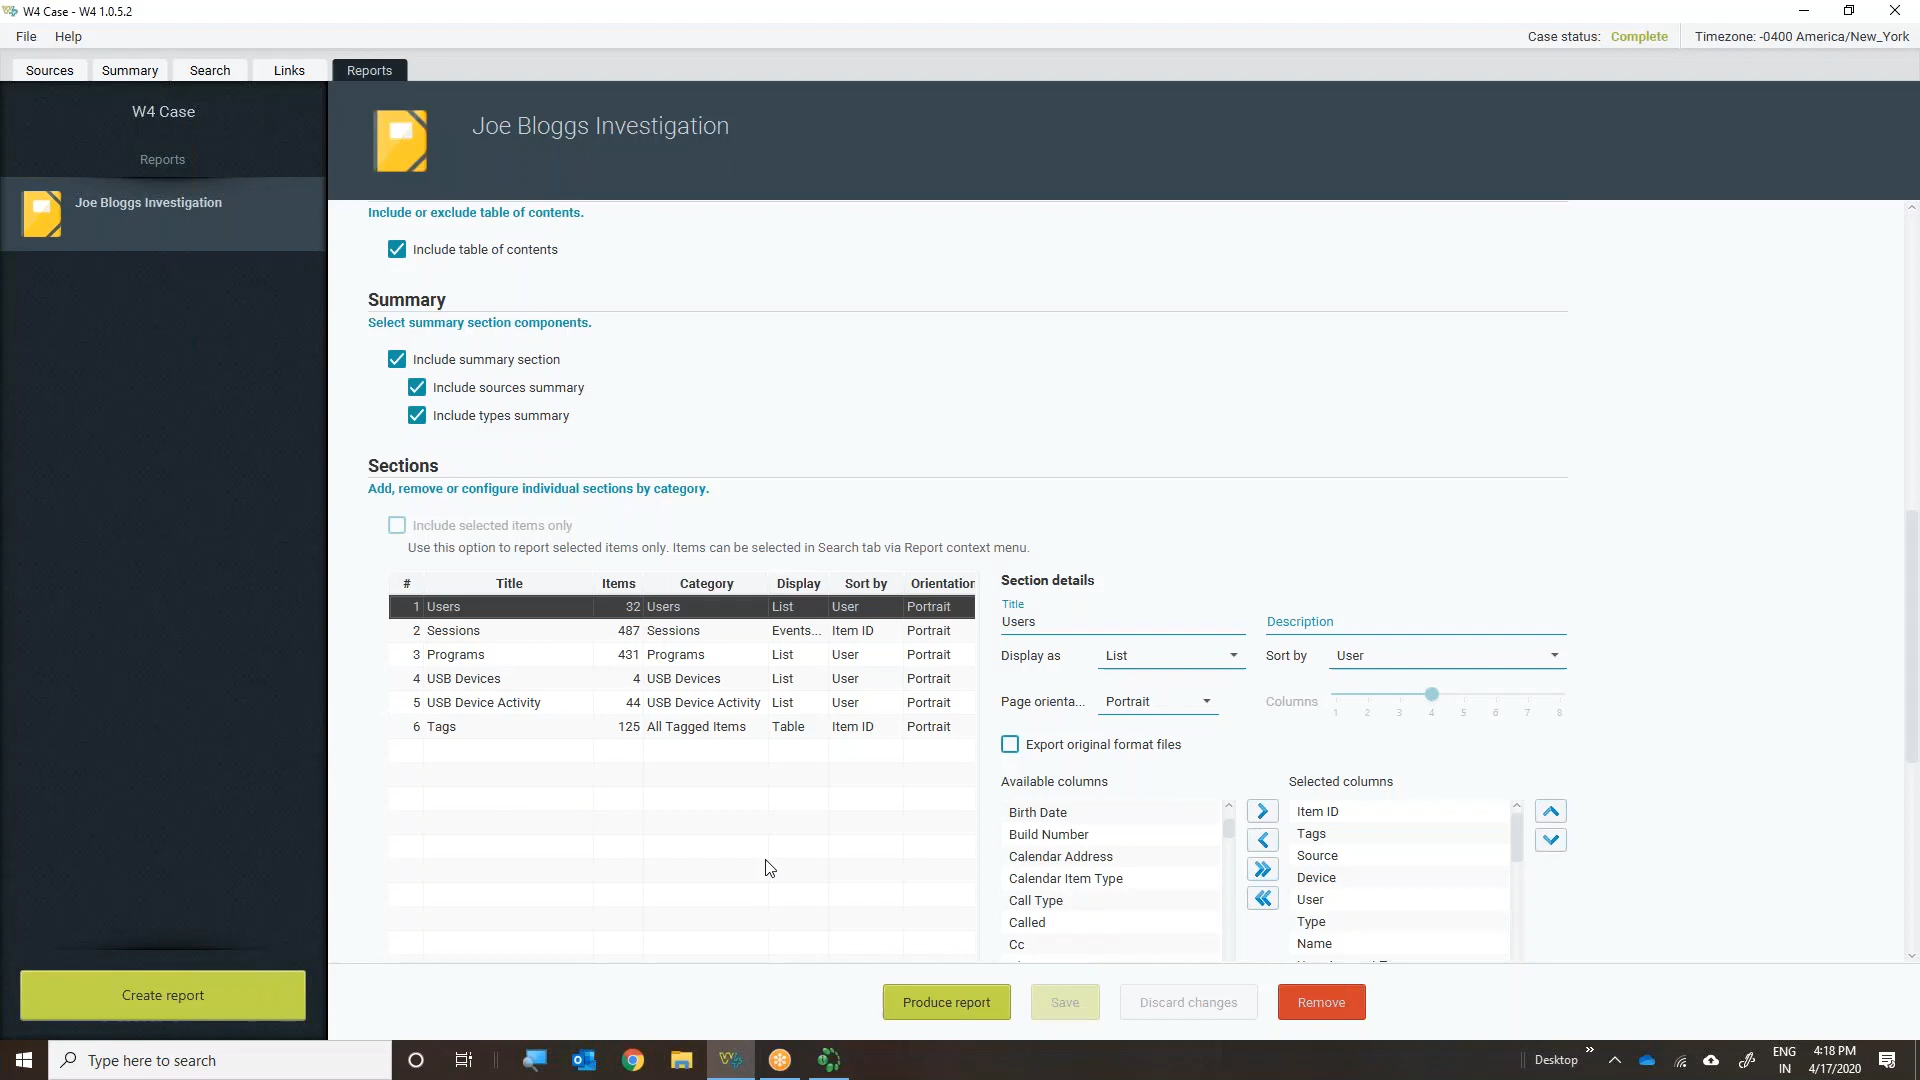 W4 Case - W4 1.0.5.2
File Help
Case status: Complete Timezone: -0400 America/New_York
Sources Summary Search Links Reports
W4 Case
Reports
Joe Bloggs Investigation
Create report
Joe Bloggs Investigation
Include or exclude table of contents.
Include table of contents
Summary
Select summary section components.
Include summary section
Include sources summary
Include types summary
Sections
Add, remove or configure individual sections by category.
Include selected items only
Use this option to report selected items only. Items can be selected in Search tab via Report context menu.
# Title Items Category Display Sort by Orientation
1 Users 32 Users List User Portrait
2 Sessions 487 Sessions Events... Item ID Portrait
3 Programs 431 Programs List User Portrait
4 USB Devices 4 USB Devices List User Portrait
5 USB Device Activity 44 USB Device Activity List User Portrait
6 Tags 125 All Tagged Items Table Item ID Portrait
Section details
Title
Users Description
Display as List Sort by User
Page orienta... Portrait Columns 1 2 3 4 5 6 7 8
Export original format files
Available columns
Birth Date
Build Number
Calendar Address
Calendar Item Type
Call Type
Called
Cc
Selected columns
Item ID
Tags
Source
Device
User
Type
Name
Produce report Save Discard changes Remove
Type here to search
Desktop
ENG
IN
4:18 PM
4/17/2020